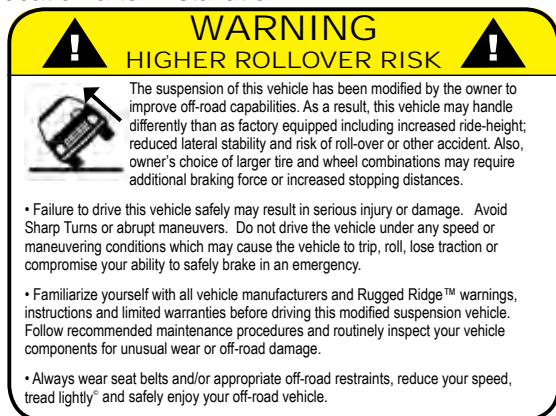 WARNING
HIGHER ROLLOVER RISK
The suspension of this vehicle has been modified by the owner to
improve off-road capabilities. As a result, this vehicle may handle
differently than as factory equipped including increased ride-height;
reduced lateral stability and risk of roll-over or other accident. Also,
owner's choice of larger tire and wheel combinations may require
additional braking force or increased stopping distances.
• Failure to drive this vehicle safely may result in serious injury or damage. Avoid
Sharp Turns or abrupt maneuvers. Do not drive the vehicle under any speed or
maneuvering conditions which may cause the vehicle to trip, roll, lose traction or
compromise your ability to safely brake in an emergency.
• Familiarize yourself with all vehicle manufacturers and Rugged Ridge™ warnings,
instructions and limited warranties before driving this modified suspension vehicle.
Follow recommended maintenance procedures and routinely inspect your vehicle
components for unusual wear or off-road damage.
• Always wear seat belts and/or appropriate off-road restraints, reduce your speed,
tread lightly© and safely enjoy your off-road vehicle.